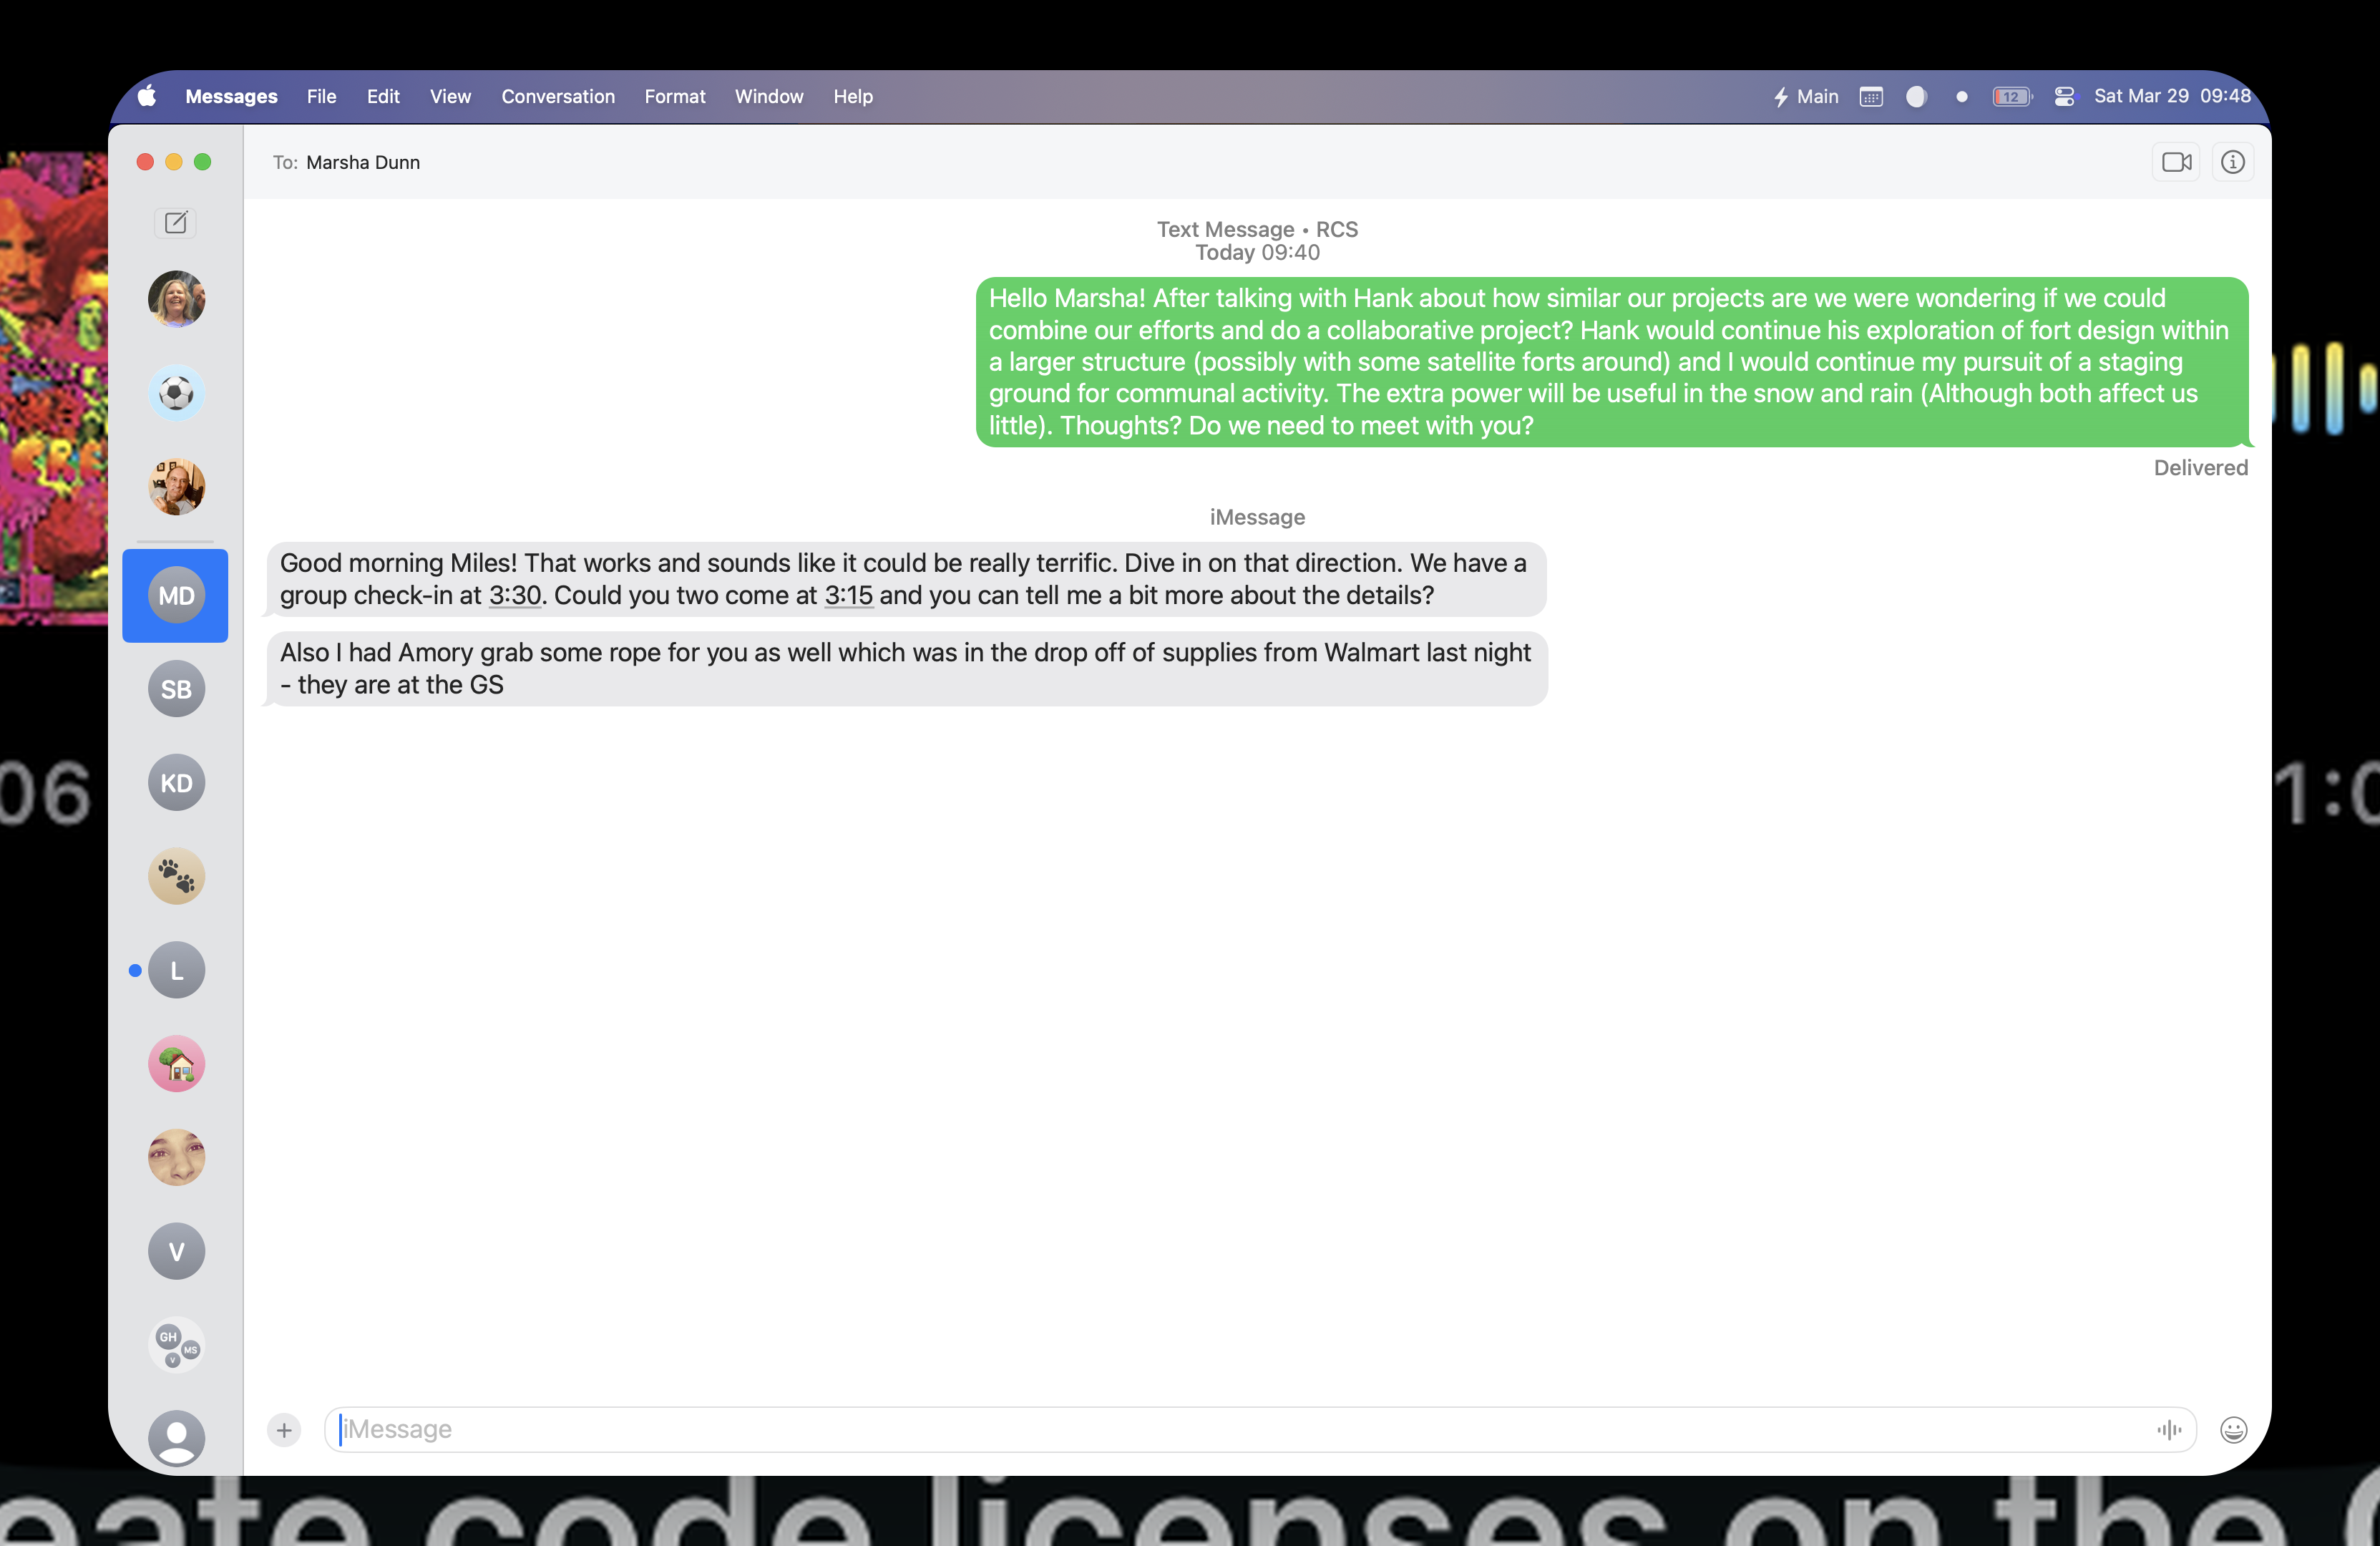 Messages File Edit View Conversation Format Window Help Main 12 Sat Mar 29 09:48
To: Marsha Dunn
Text Message • RCS
Today 09:40
Hello Marsha! After talking with Hank about how similar our projects are we were wondering if we could
combine our efforts and do a collaborative project? Hank would continue his exploration of fort design within
a larger structure (possibly with some satellite forts around) and I would continue my pursuit of a staging
ground for communal activity. The extra power will be useful in the snow and rain (Although both affect us
little). Thoughts? Do we need to meet with you?
Delivered
iMessage
Good morning Miles! That works and sounds like it could be really terrific. Dive in on that direction. We have a
group check-in at 3:30. Could you two come at 3:15 and you can tell me a bit more about the details?
Also I had Amory grab some rope for you as well which was in the drop off of supplies from Walmart last night
- they are at the GS
MD
SB
KD
L
V
GH
MS
V
iMessage
06
1:0
eate code licenses on the